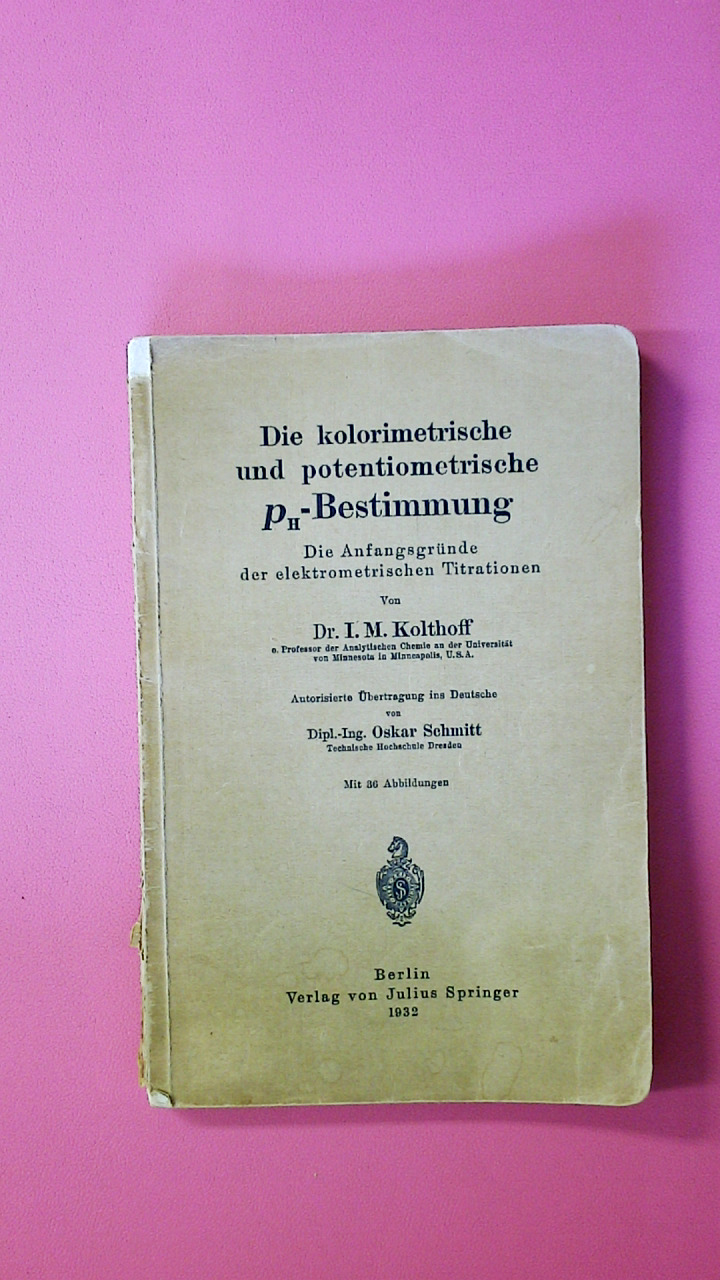 Die kolorimetrische
und potentiometrische
pH-Bestimmung
Die Anfangsgründe
der elektrometrischen Titrationen
Von
Dr. I. M. Kolthoff
o. Professor der Analytischen Chemie an der Universität
von Minnesota in Minneapolis, U.S.A.
Autorisierte Übertragung ins Deutsche
von
Dipl.-Ing. Oskar Schmitt
Technische Hochschule Dresden
Mit 36 Abbildungen
Berlin
Verlag von Julius Springer
1932